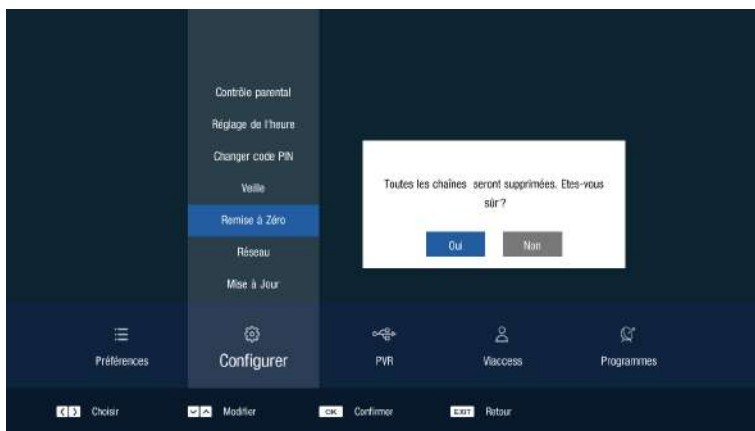 Contrôle parental
Réglage de l'heure
Changer code PIN
Veille
Remise à Zéro
Réseau
Mise à Jour
Toutes les chaînes seront supprimées. Etes-vous
sûr?
Oui Non
Préférences Configurer PVR Viaccess Programmes
Choisir Modifier OK Confirmer EXIT Retour